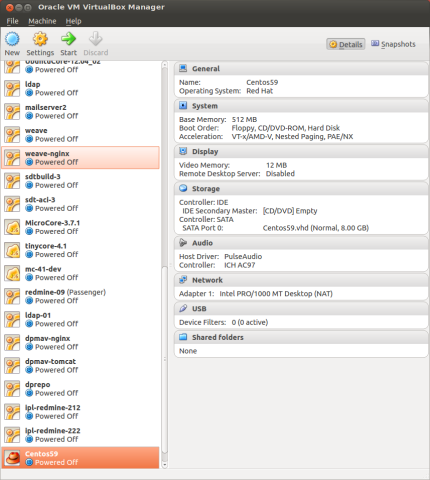 Oracle VM VirtualBox Manager
File Machine Help
New Settings Start Discard
Details Snapshots
ubuntucore-12.04_02
Powered Off
ldap
Powered Off
mailserver2
Powered Off
weave
Powered Off
weave-nginx
Powered Off
sdtbuild-3
Powered Off
sdt-aci-3
Powered Off
MicroCore-3.7.1
Powered Off
tinycore-4.1
Powered Off
mc-41-dev
Powered Off
redmine-09 (Passenger)
Powered Off
ldap-01
Powered Off
dpmav-nginx
Powered Off
dpmav-tomcat
Powered Off
dprepo
Powered Off
lpl-redmine-212
Powered Off
lpl-redmine-222
Powered Off
Centos59
Powered Off
General
Name: Centos59
Operating System: Red Hat
System
Base Memory: 512 MB
Boot Order: Floppy, CD/DVD-ROM, Hard Disk
Acceleration: VT-x/AMD-V, Nested Paging, PAE/NX
Display
Video Memory: 12 MB
Remote Desktop Server: Disabled
Storage
Controller: IDE
IDE Secondary Master: [CD/DVD] Empty
Controller: SATA
SATA Port 0: Centos59.vhd (Normal, 8.00 GB)
Audio
Host Driver: PulseAudio
Controller: ICH AC97
Network
Adapter 1: Intel PRO/1000 MT Desktop (NAT)
USB
Device Filters: 0 (0 active)
Shared folders
None